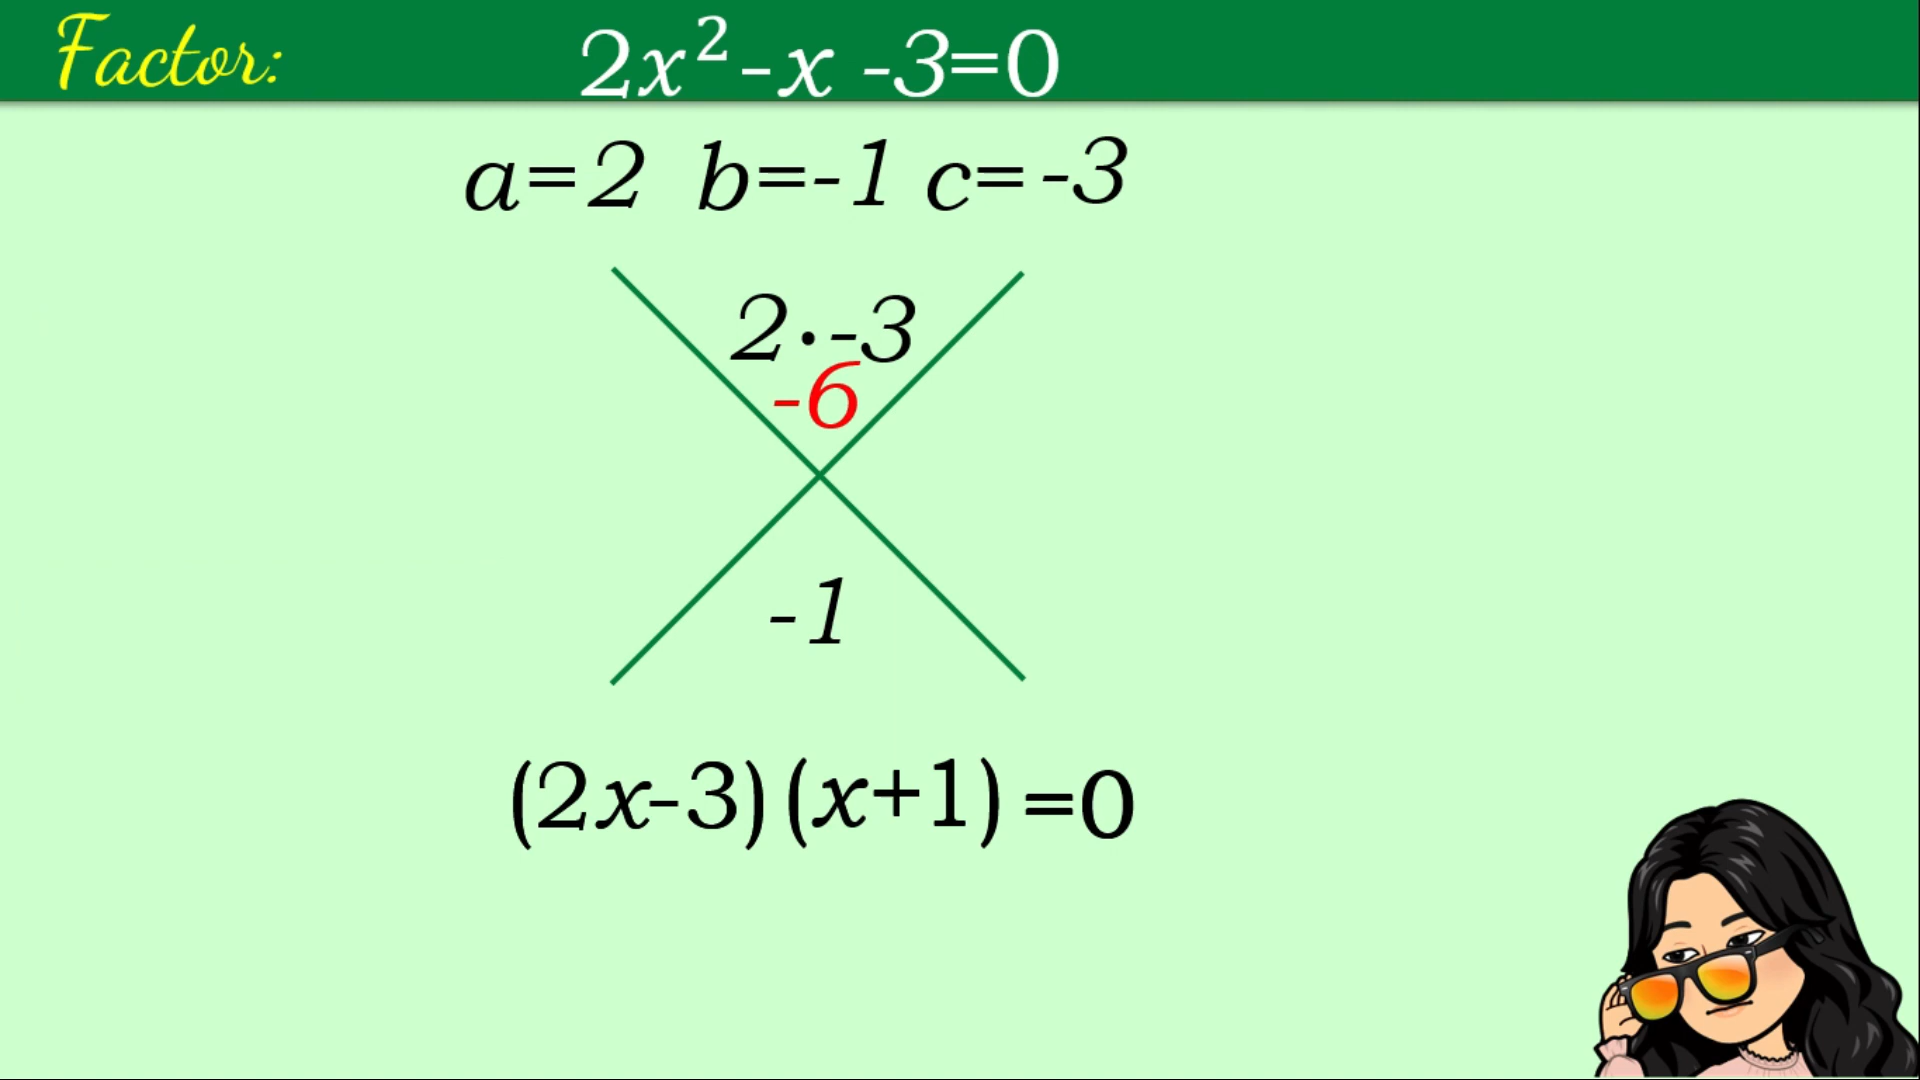 Factor: 2x²-x -3=0
a=2 b=-1 c=-3
2·-3
-6
-1
(2x-3)(x+1)=0